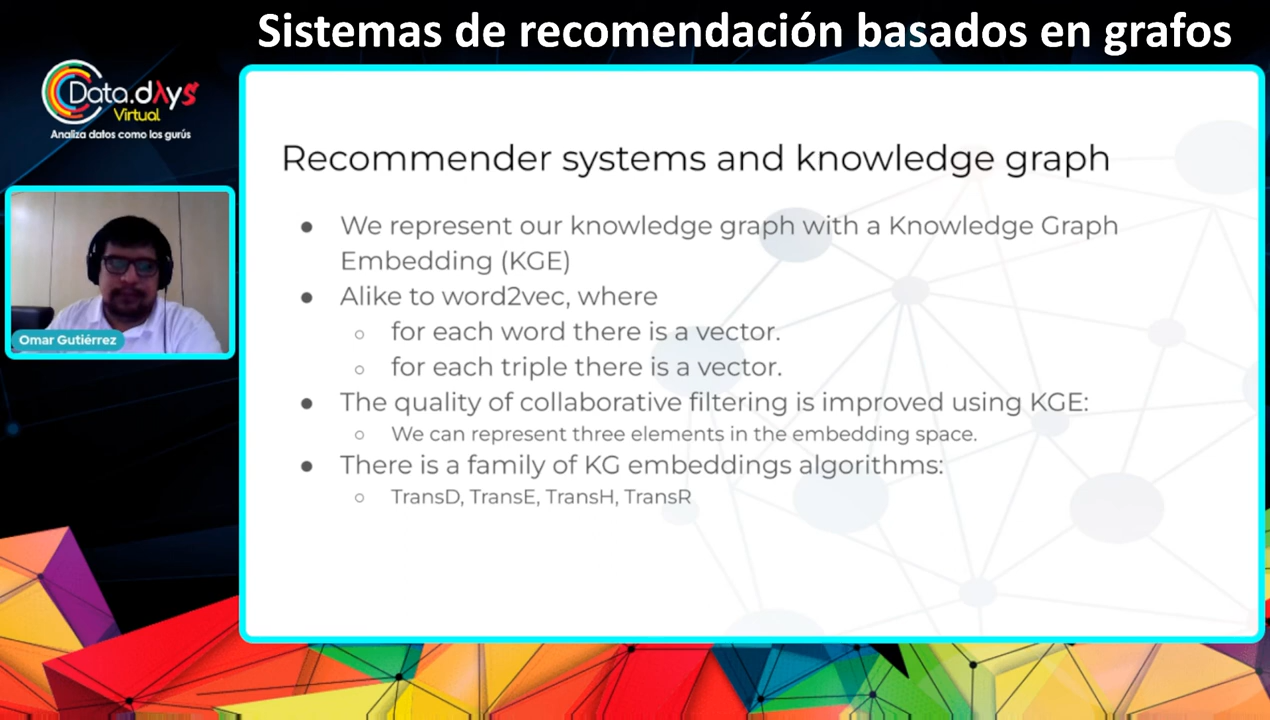 Sistemas de recomendación basados en grafos
Data.dAys
Virtual
Analiza datos como los gurús
Omar Gutiérrez
Recommender systems and knowledge graph
● We represent our knowledge graph with a Knowledge Graph
Embedding (KGE)
● Alike to word2vec, where
○ for each word there is a vector.
○ for each triple there is a vector.
● The quality of collaborative filtering is improved using KGE:
○ We can represent three elements in the embedding space.
● There is a family of KG embeddings algorithms:
○ TransD, TransE, TransH, TransR